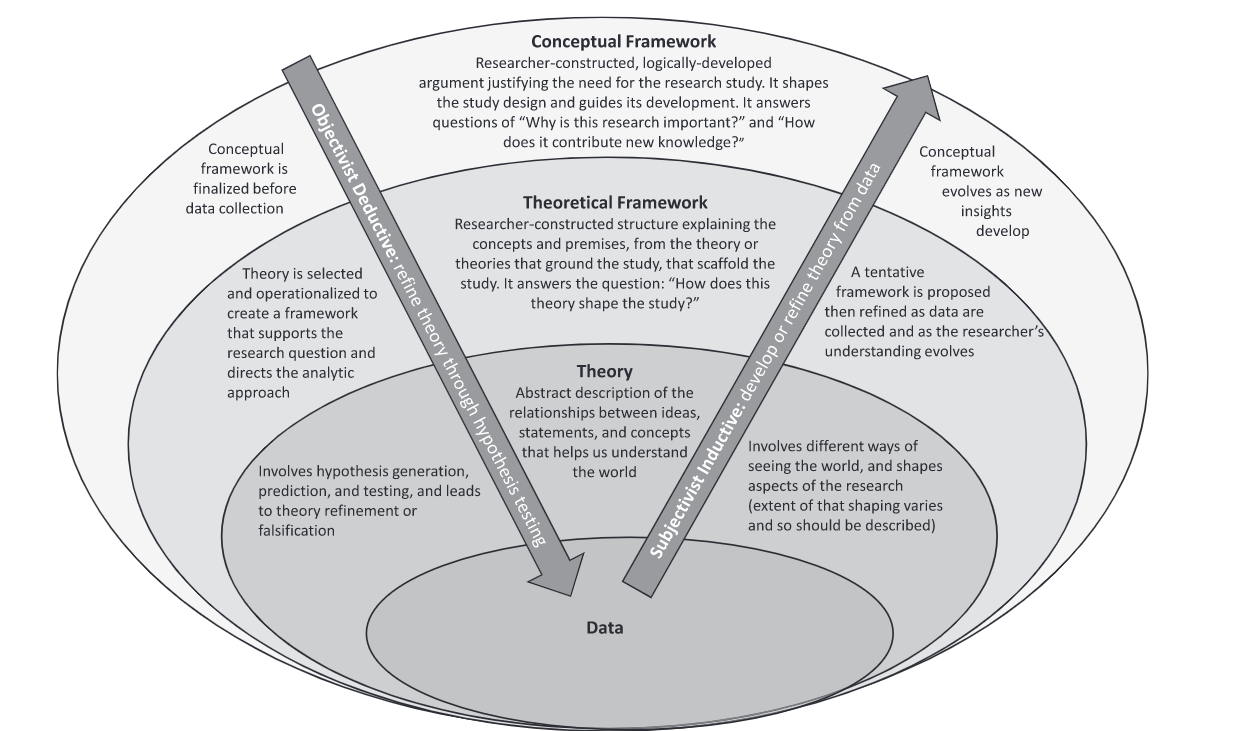 Conceptual Framework
Researcher-constructed, logically-developed
argument justifying the need for the research study. It shapes
the study design and guides its development. It answers
questions of “Why is this research important?” and “How
does it contribute new knowledge?”
Conceptual
framework is
finalized before
data collection
Objectivist Deductive: refine theory through hypothesis testing
Subjectivist Inductive: develop or refine theory from data
Conceptual
framework
evolves as new
insights
develop
Theoretical Framework
Researcher-constructed structure explaining the
concepts and premises, from the theory or
theories that ground the study, that scaffold the
study. It answers the question: “How does this
theory shape the study?”
Theory is selected
and operationalized to
create a framework
that supports the
research question and
directs the analytic
approach
A tentative
framework is proposed
then refined as data are
collected and as the researcher’s
understanding evolves
Theory
Abstract description of the
relationships between ideas,
statements, and concepts
that helps us understand
the world
Involves hypothesis generation,
prediction, and testing, and leads
to theory refinement or
falsification
Involves different ways of
seeing the world, and shapes
aspects of the research
(extent of that shaping varies
and so should be described)
Data